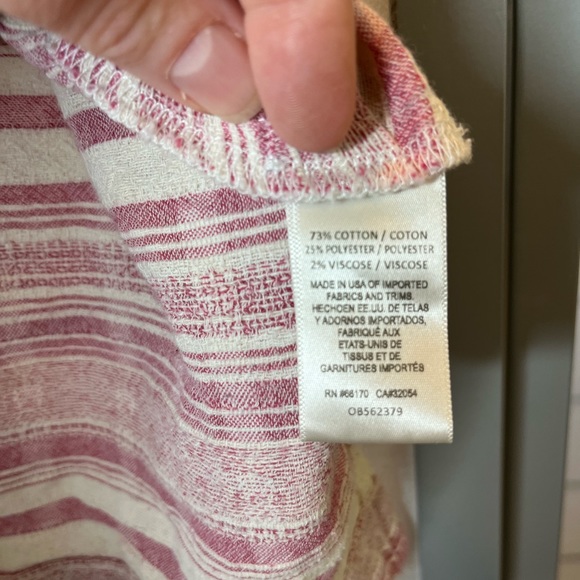 73% COTTON / COTON
25% POLYESTER / POLYESTER
2% VISCOSE / VISCOSE
MADE IN USA OF IMPORTED
FABRICS AND TRIMS.
HECHOEN EE.UU. DE TELAS
Y ADORNOS IMPORTADOS.
FABRIQUÉ AUX
ETATS-UNIS DE
TISSUS ET DE
GARNITURES IMPORTÉS
RN #66170 CA#32054
OB562379